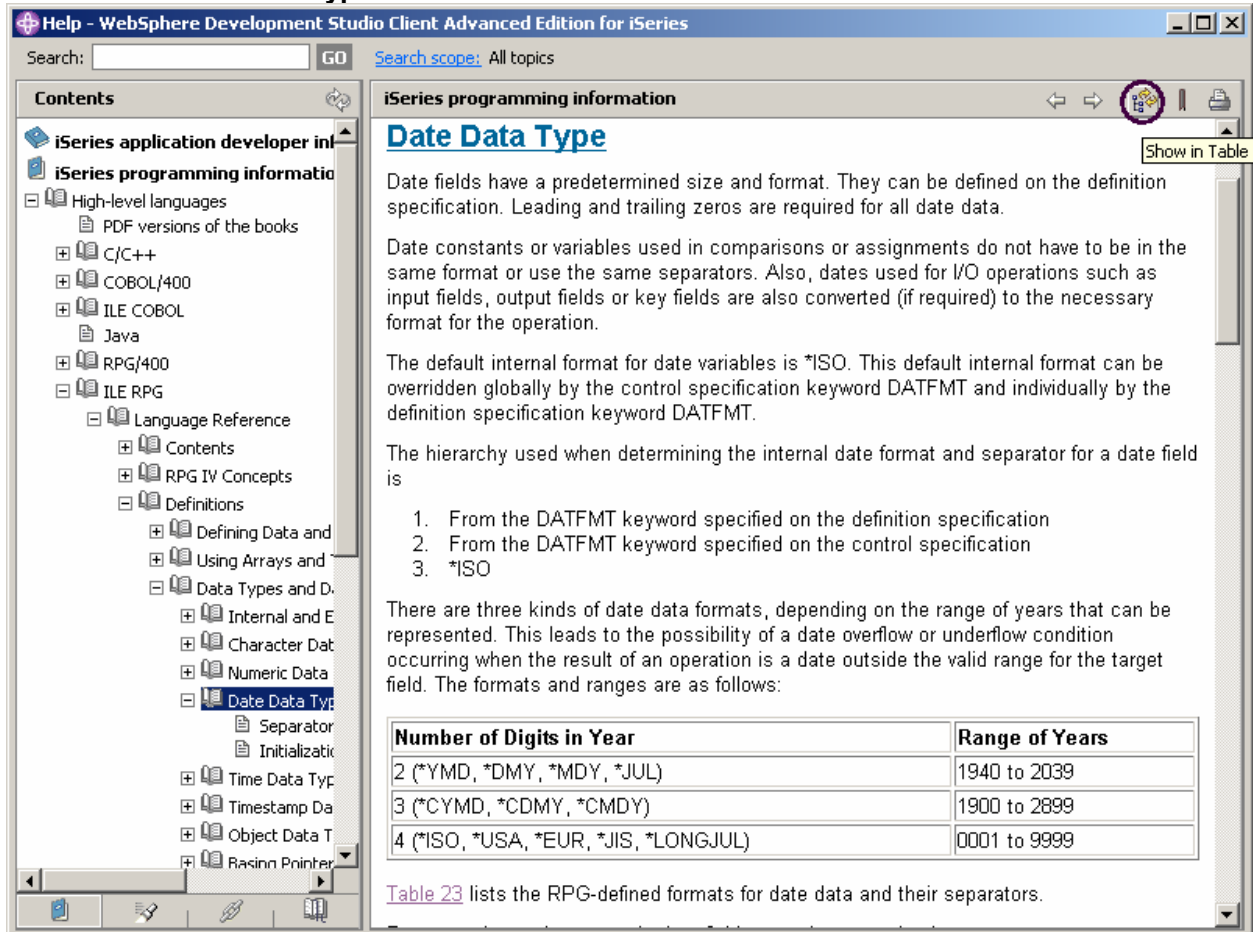 Help - WebSphere Development Studio Client Advanced Edition for iSeries
Search:
GO
Search scope: All topics
Contents
iSeries application developer inf
iSeries programming informatio
High-level languages
PDF versions of the books
C/C++
COBOL/400
ILE COBOL
Java
RPG/400
ILE RPG
Language Reference
Contents
RPG IV Concepts
Definitions
Defining Data and
Using Arrays and
Data Types and D
Internal and E
Character Dat
Numeric Data
Date Data Typ
Separator
Initializatio
Time Data Typ
Timestamp Da
Object Data T
Basing Pointer
iSeries programming information
Show in Table
Date Data Type
Date fields have a predetermined size and format. They can be defined on the definition
specification. Leading and trailing zeros are required for all date data.
Date constants or variables used in comparisons or assignments do not have to be in the
same format or use the same separators. Also, dates used for I/O operations such as
input fields, output fields or key fields are also converted (if required) to the necessary
format for the operation.
The default internal format for date variables is *ISO. This default internal format can be
overridden globally by the control specification keyword DATFMT and individually by the
definition specification keyword DATFMT.
The hierarchy used when determining the internal date format and separator for a date field
is
1. From the DATFMT keyword specified on the definition specification
2. From the DATFMT keyword specified on the control specification
3. *ISO
There are three kinds of date data formats, depending on the range of years that can be
represented. This leads to the possibility of a date overflow or underflow condition
occurring when the result of an operation is a date outside the valid range for the target
field. The formats and ranges are as follows:
Number of Digits in Year Range of Years
2 (*YMD, *DMY, *MDY, *JUL) 1940 to 2039
3 (*CYMD, *CDMY, *CMDY) 1900 to 2899
4 (*ISO, *USA, *EUR, *JIS, *LONGJUL) 0001 to 9999
Table 23 lists the RPG-defined formats for date data and their separators.